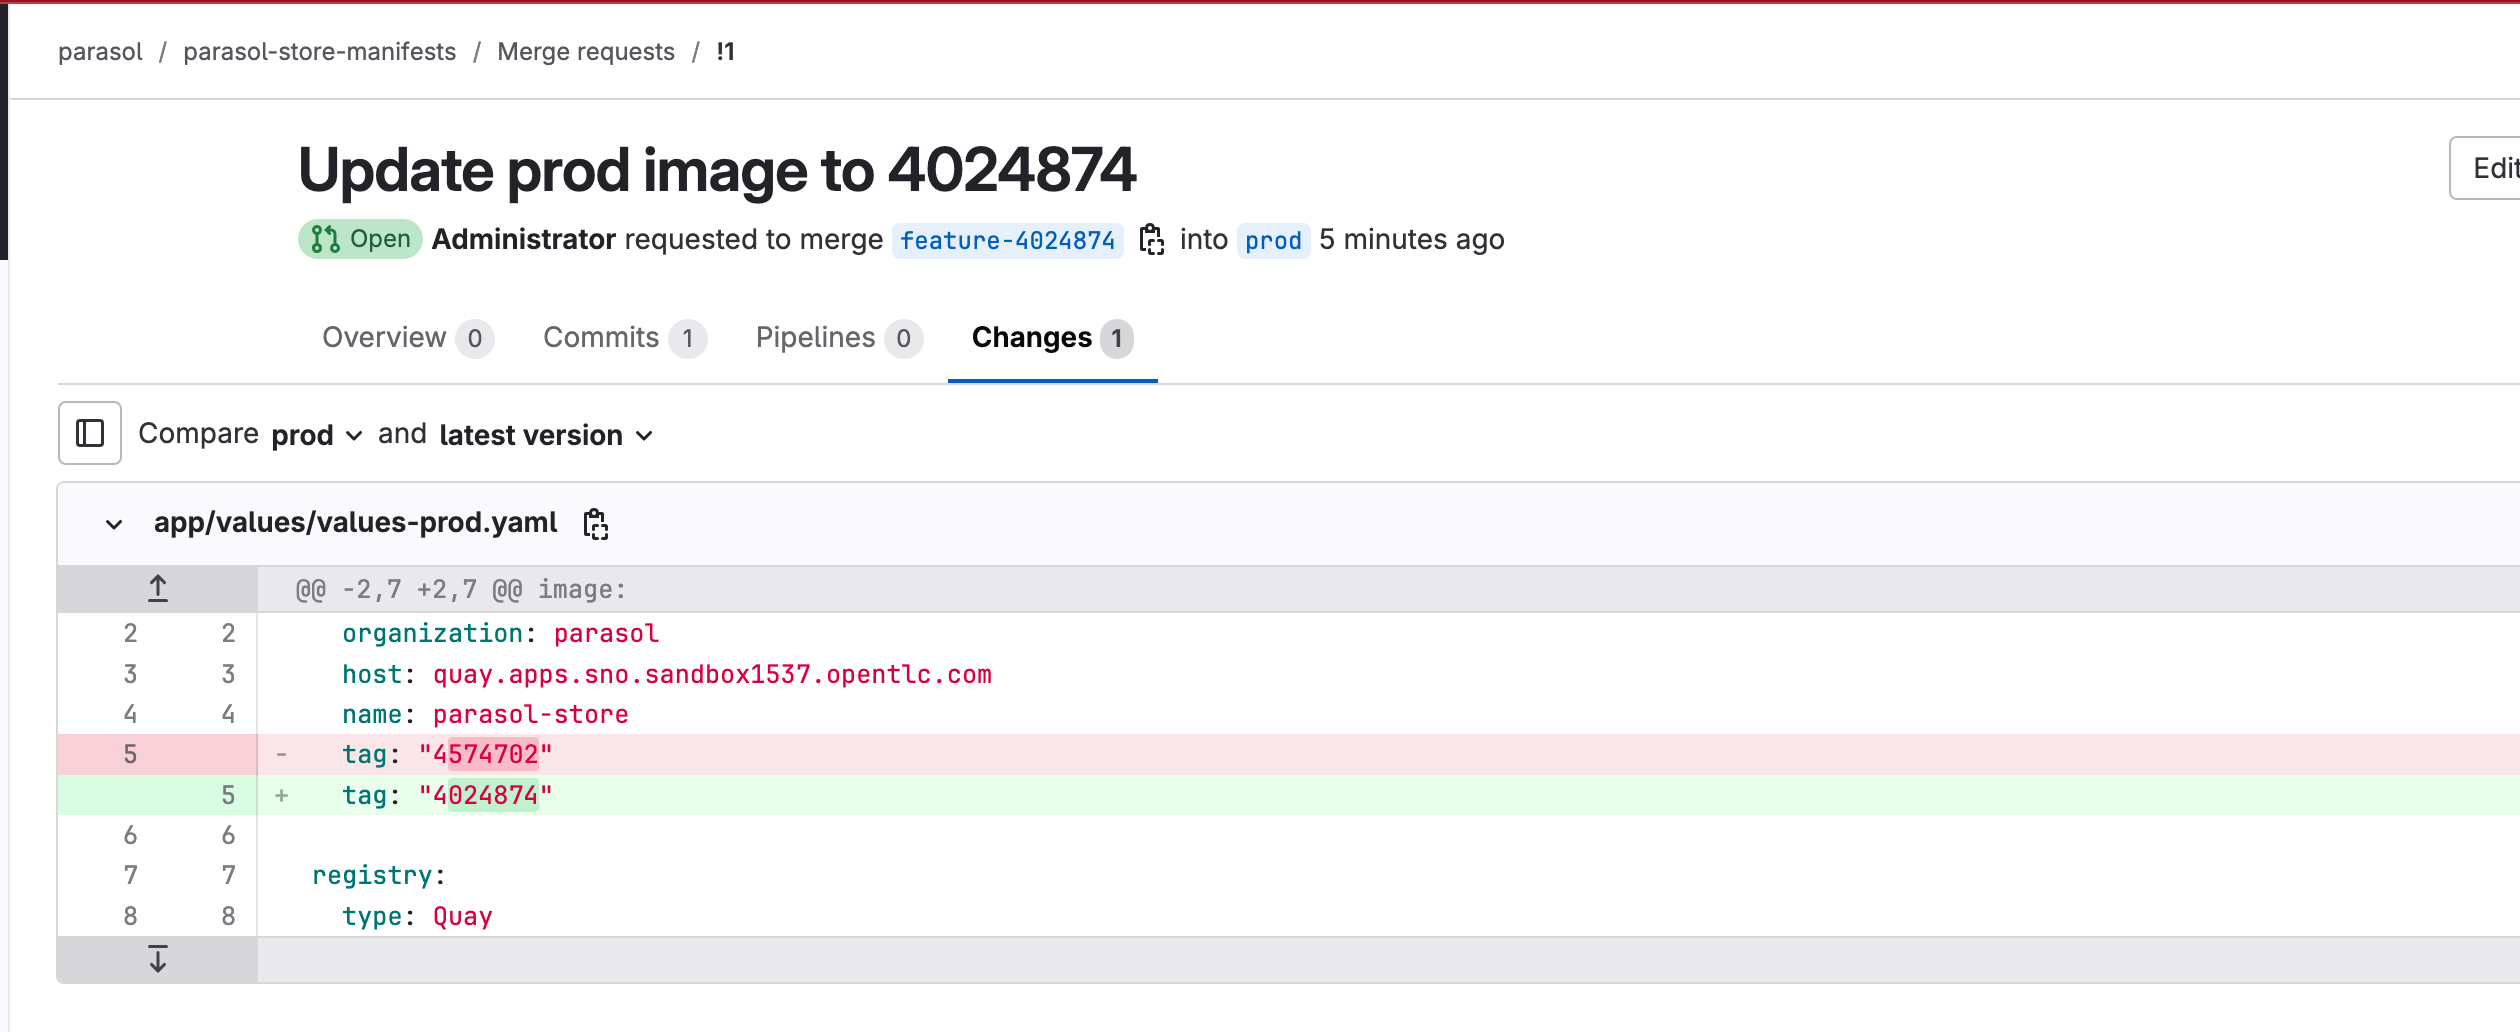 parasol / parasol-store-manifests / Merge requests / !1
Update prod image to 4024874
Edit
Open Administrator requested to merge feature-4024874 into prod 5 minutes ago
Overview 0 Commits 1 Pipelines 0 Changes 1
Compare prod and latest version
app/values/values-prod.yaml
@@ -2,7 +2,7 @@ image:
2 2 organization: parasol
3 3 host: quay.apps.sno.sandbox1537.opentlc.com
4 4 name: parasol-store
5 - tag: "4574702"
5 + tag: "4024874"
6 6
7 7 registry:
8 8 type: Quay